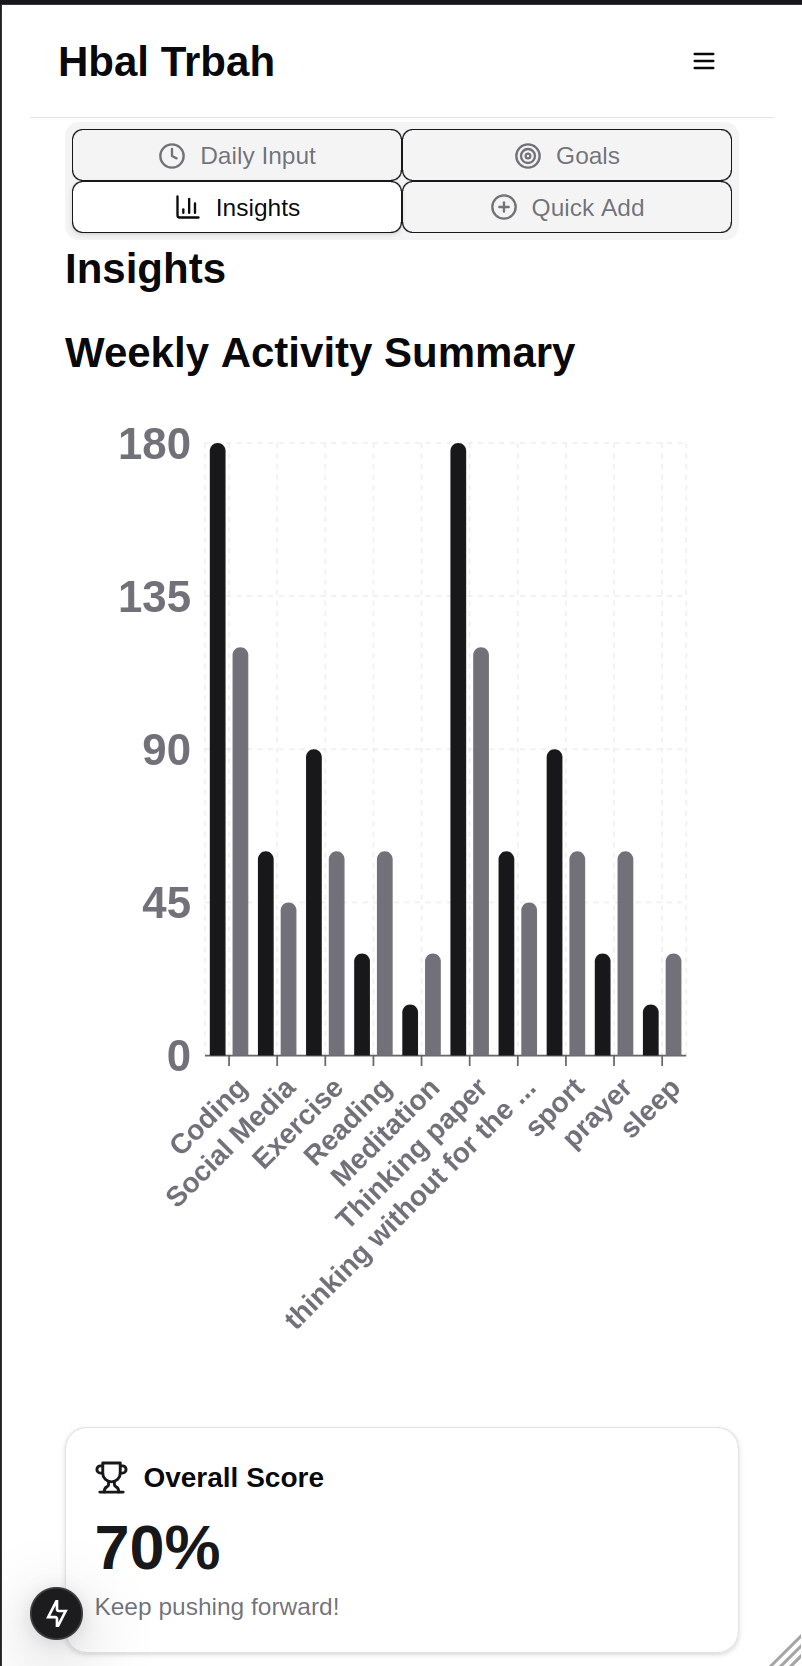 Hbal Trbah
Daily Input
Goals
Insights
Quick Add
Insights
Weekly Activity Summary
180
135
90
45
0
Coding
Social Media
Exercise
Reading
Meditation
Thinking paper
thinking without for the ...
sport
prayer
sleep
Overall Score
70%
Keep pushing forward!